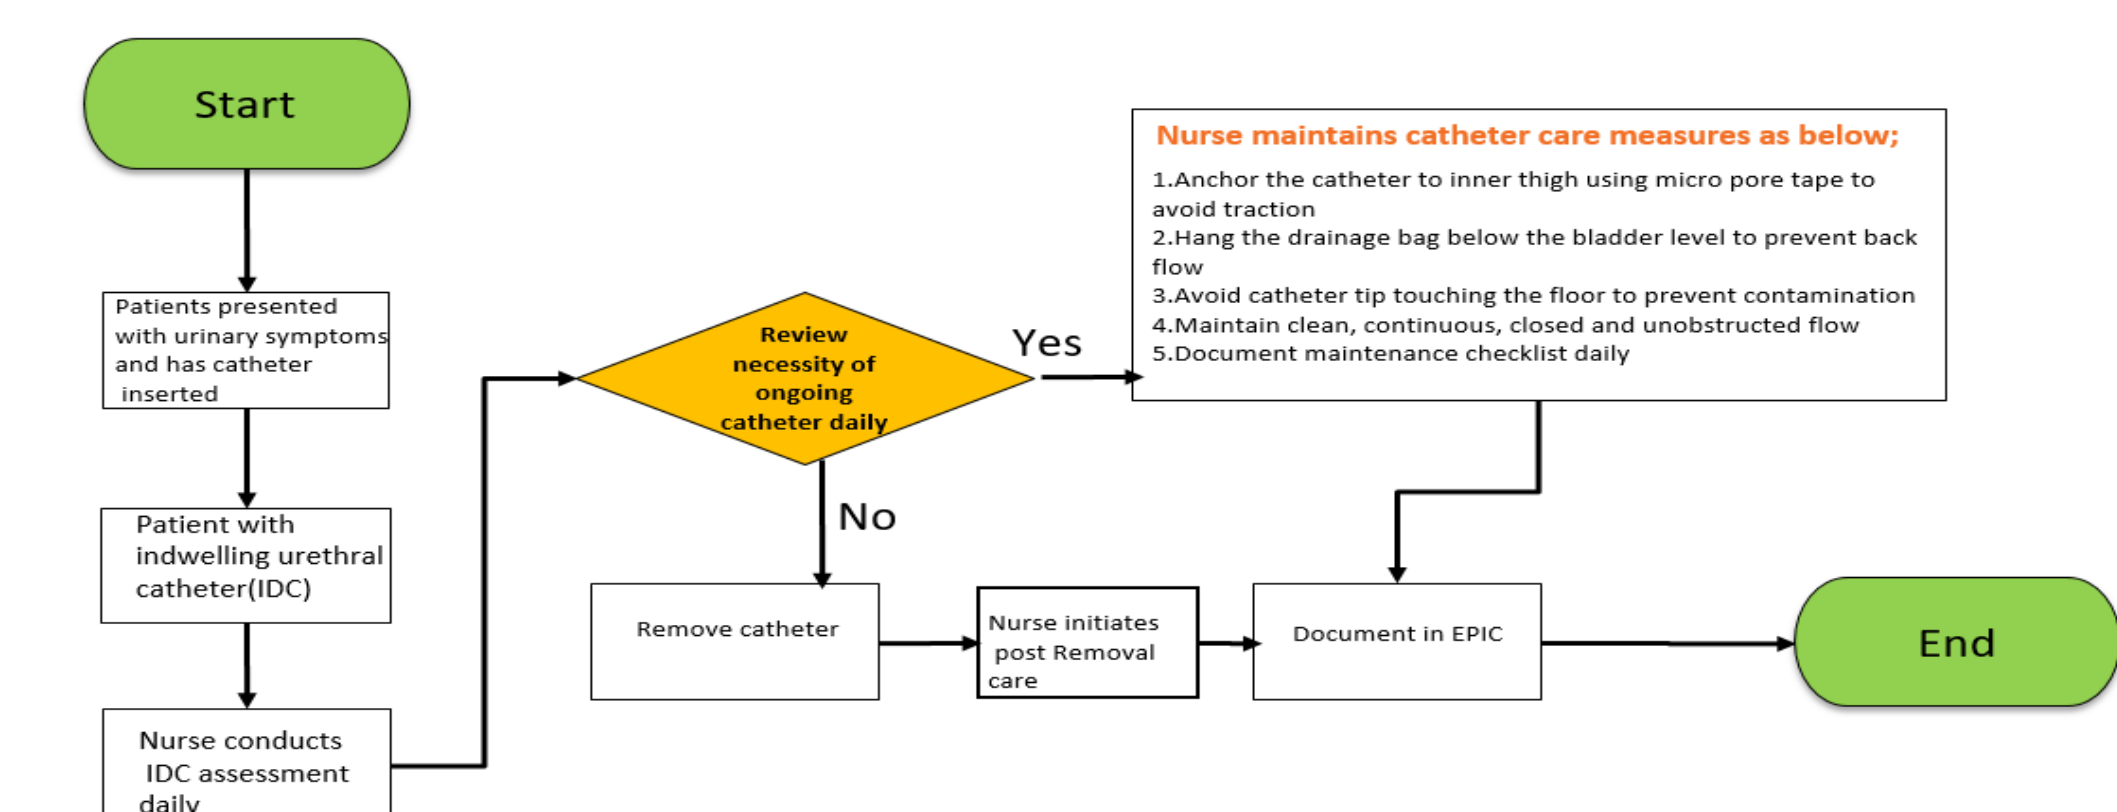 Start
Patients presented
with urinary symptoms
and has catheter
inserted
Patient with
indwelling urethral
catheter(IDC)
Nurse conducts
IDC assessment
daily
Review
necessity of
ongoing
catheter daily
Yes
No
Nurse maintains catheter care measures as below;
1.Anchor the catheter to inner thigh using micro pore tape to
avoid traction
2.Hang the drainage bag below the bladder level to prevent back
flow
3.Avoid catheter tip touching the floor to prevent contamination
4.Maintain clean, continuous, closed and unobstructed flow
5.Document maintenance checklist daily
Remove catheter
Nurse initiates
post Removal
care
Document in EPIC
End